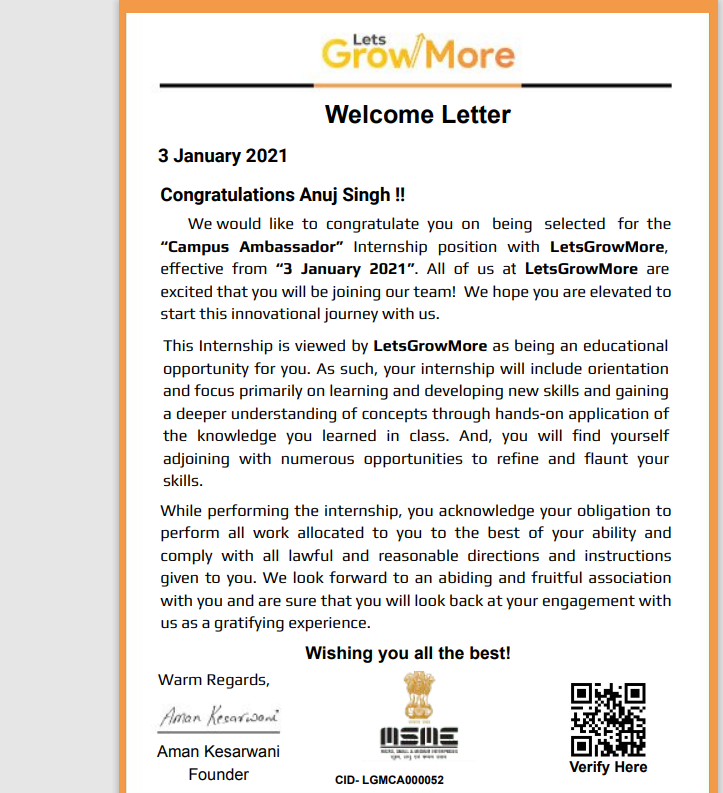 Lets
GrowMore
Welcome Letter
3 January 2021
Congratulations Anuj Singh !!
We would like to congratulate you on being selected for the
“Campus Ambassador” Internship position with LetsGrowMore,
effective from “3 January 2021”. All of us at LetsGrowMore are
excited that you will be joining our team! We hope you are elevated to
start this innovational journey with us.
This Internship is viewed by LetsGrowMore as being an educational
opportunity for you. As such, your internship will include orientation
and focus primarily on learning and developing new skills and gaining
a deeper understanding of concepts through hands-on application of
the knowledge you learned in class. And, you will find yourself
adjoining with numerous opportunities to refine and flaunt your
skills.
While performing the internship, you acknowledge your obligation to
perform all work allocated to you to the best of your ability and
comply with all lawful and reasonable directions and instructions
given to you. We look forward to an abiding and fruitful association
with you and are sure that you will look back at your engagement with
us as a gratifying experience.
Wishing you all the best!
Warm Regards,
Aman Kesarwani
Aman Kesarwani
Founder
MSME
MICRO, SMALL & MEDIUM ENTERPRISES
CID- LGMCA000052
Verify Here